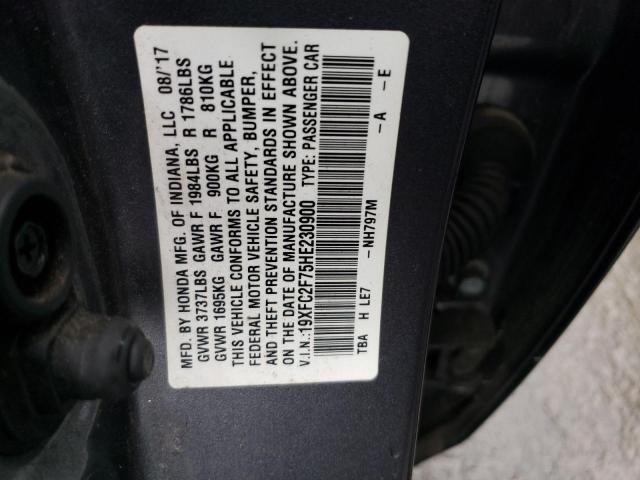 MFD. BY HONDA MFG. OF INDIANA, LLC 08/'17
GVWR 3737LBS GAWR F 1984LBS R 1786LBS
GVWR 1695KG GAWR F 900KG R 810KG
THIS VEHICLE CONFORMS TO ALL APPLICABLE
FEDERAL MOTOR VEHICLE SAFETY, BUMPER,
AND THEFT PREVENTION STANDARDS IN EFFECT
ON THE DATE OF MANUFACTURE SHOWN ABOVE.
V.I.N.:19XFC2F75HE230900 TYPE: PASSENGER CAR
TBA H LE7 -NH797M -A -E